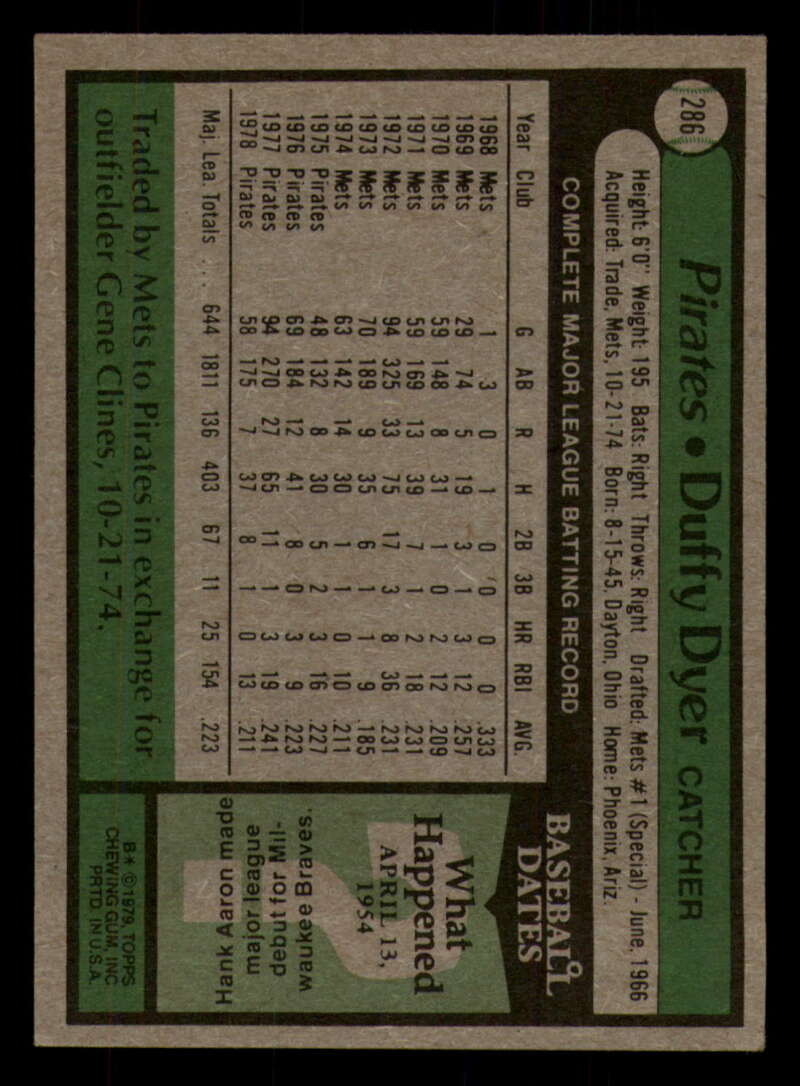 286
Pirates • Duffy Dyer CATCHER
Height: 6'0" Weight: 195 Bats: Right Throws: Right Drafted: Mets #1 (Special) - June, 1966
Acquired: Trade, Mets, 10-21-74 Born: 8-15-45, Dayton, Ohio Home: Phoenix, Ariz.
COMPLETE MAJOR LEAGUE BATTING RECORD
Year Club G AB R H 2B 3B HR RBI AVG.
1968 Mets 1 3 0 1 0 0 0 0 .333
1969 Mets 29 74 5 19 3 1 3 12 .257
1970 Mets 59 148 8 31 1 0 2 12 .209
1971 Mets 59 169 13 39 7 1 2 18 .231
1972 Mets 94 325 33 75 17 3 8 36 .231
1973 Mets 70 189 9 35 6 1 1 9 .185
1974 Mets 63 142 14 30 1 1 0 10 .211
1975 Pirates 48 132 8 30 5 2 3 16 .227
1976 Pirates 69 184 12 41 8 0 3 9 .223
1977 Pirates 94 270 27 65 11 1 3 19 .241
1978 Pirates 58 175 7 37 8 1 0 13 .211
Maj. Lea. Totals . . . 644 1811 136 403 67 11 25 154 .223
Traded by Mets to Pirates in exchange for
outfielder Gene Clines, 10-21-74.
BASEBALL
DATES
What
Happened
APRIL 13,
1954
?
Hank Aaron made
major league
debut for Mil-
waukee Braves.
B* © 1979, TOPPS
CHEWING GUM, INC
PRTD. IN U.S.A.